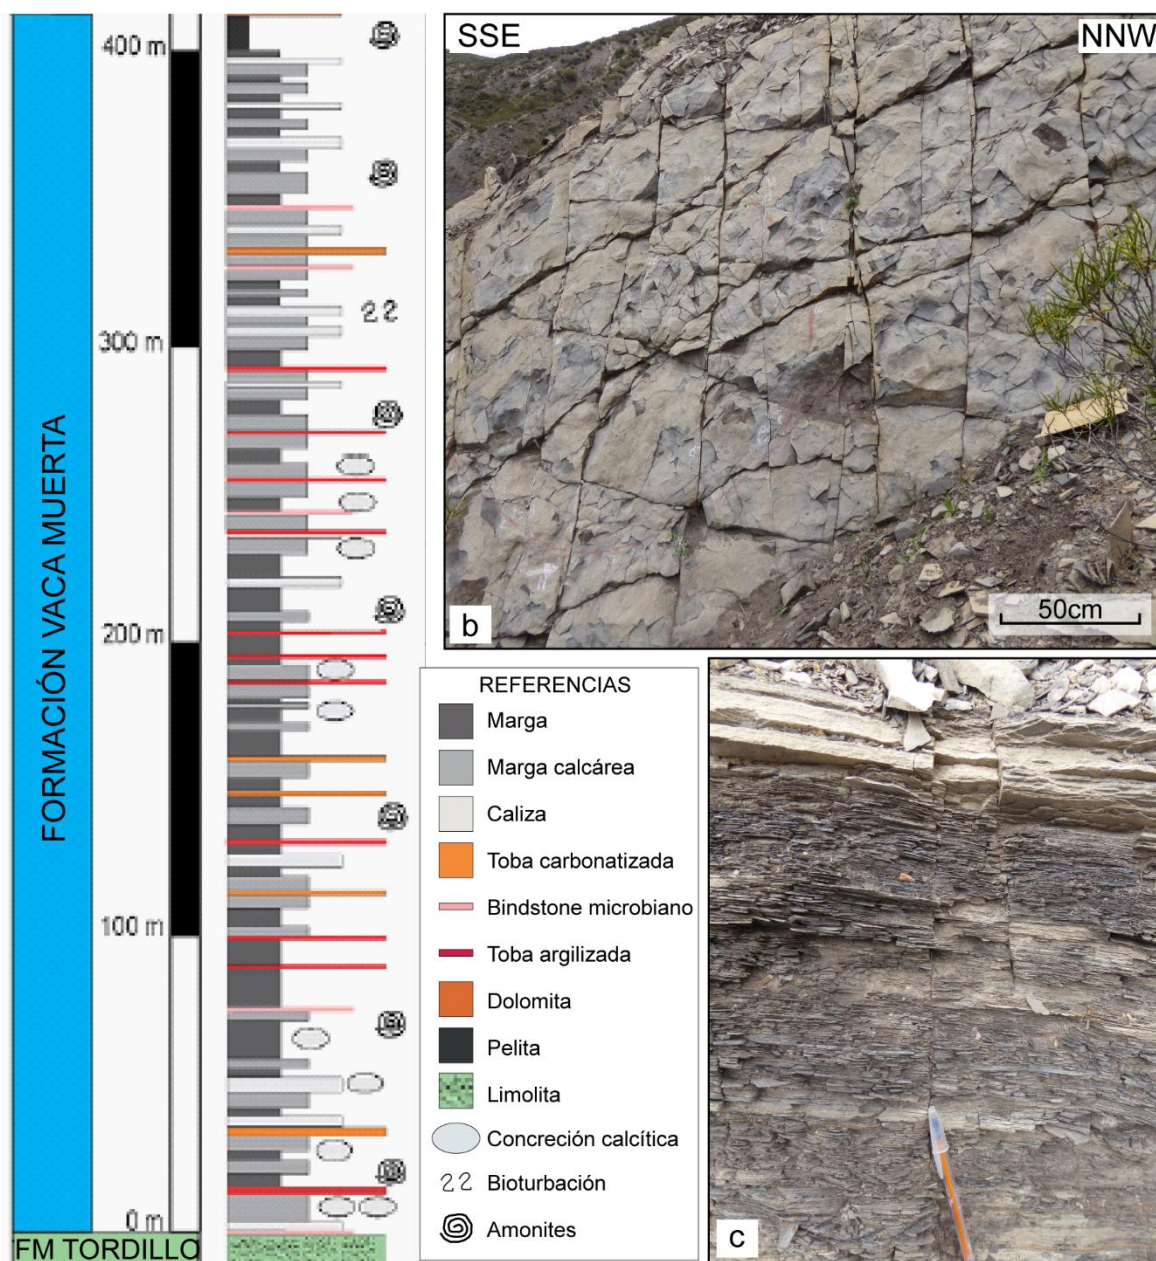 400 m
300 m
200 m
100 m
0 m
FORMACIÓN VACA MUERTA
FM TORDILLO
SSE
NNW
b
50cm
REFERENCIAS
Marga
Marga calcárea
Caliza
Toba carbonatizada
Bindstone microbiano
Toba argilizada
Dolomita
Pelita
Limolita
Concreción calcítica
Bioturbación
Amonites
c